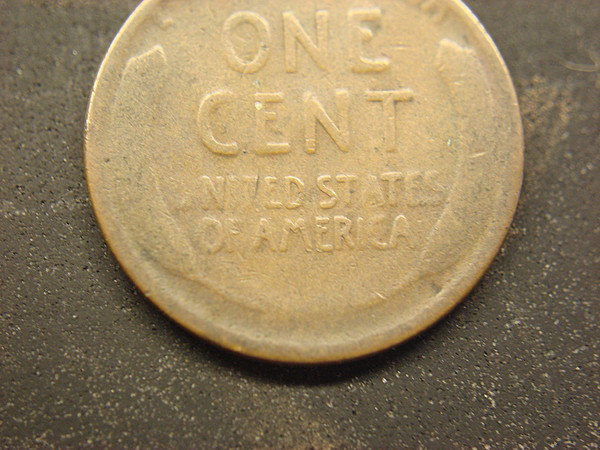 ONE
CENT
UNITED STATES
OF AMERICA